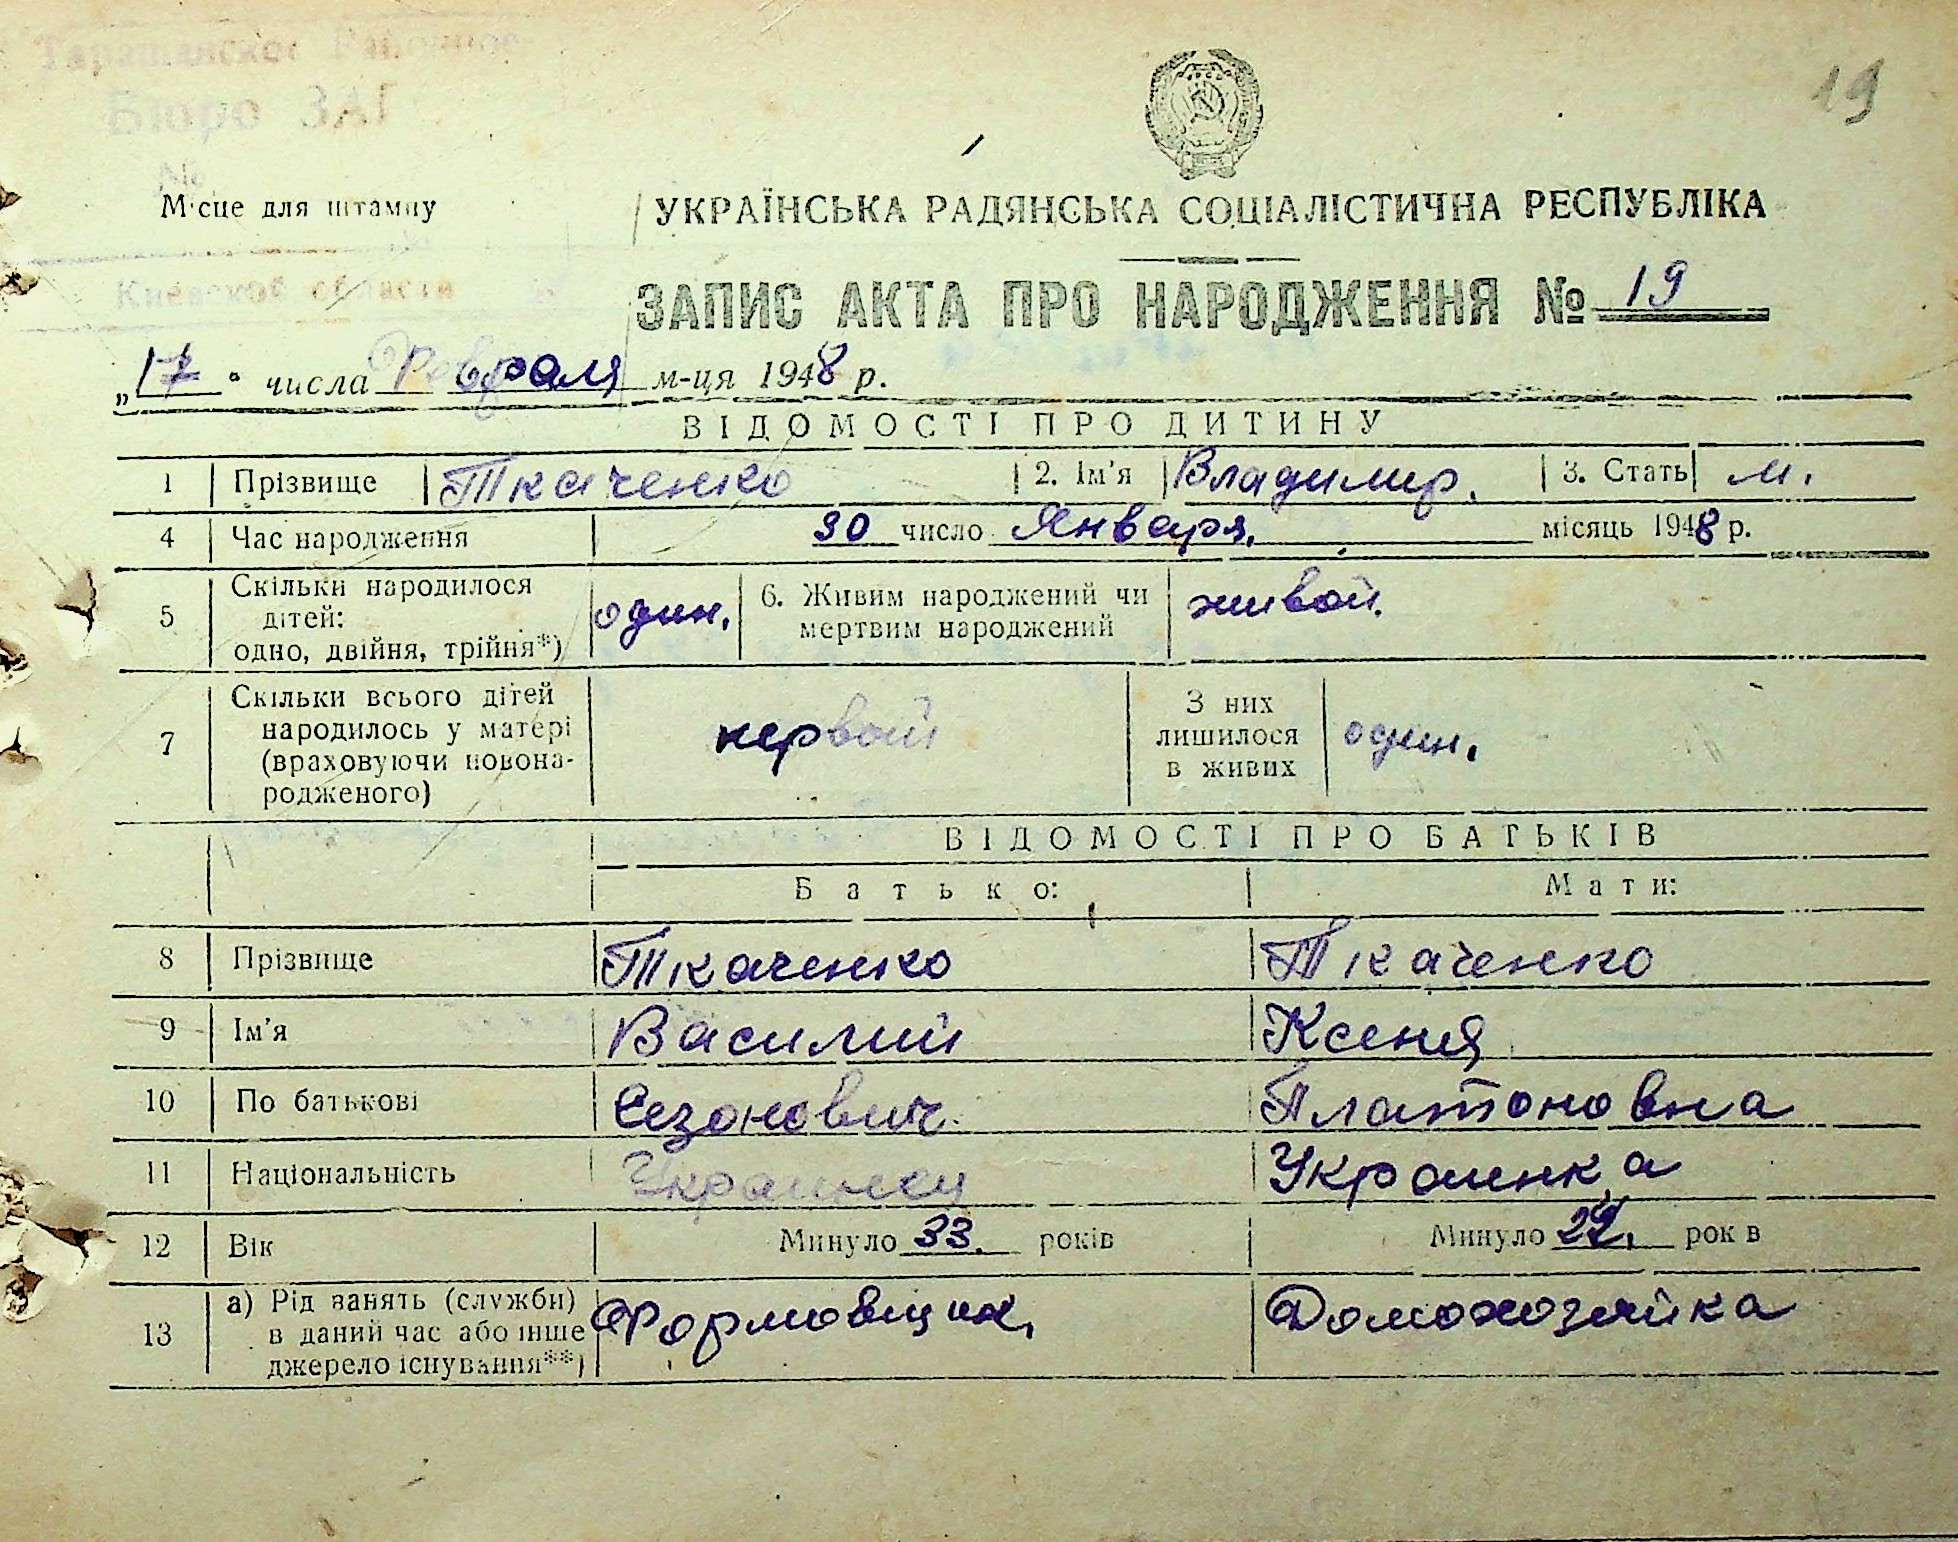 Таращанское Районное
Бюро ЗАГ
№
19
Місце для штампу
УКРАЇНСЬКА РАДЯНСЬКА СОЦІАЛІСТИЧНА РЕСПУБЛІКА
Киевской области
ЗАПИС АКТА ПРО НАРОДЖЕННЯ № 19
„17" числа Февраля м-ця 1948 р.
ВІДОМОСТІ ПРО ДИТИНУ
1 Прізвище Ткаченко 2. Ім'я Владимир. 3. Стать м.
4 Час народження 30 число Января. місяць 1948 р.
5 Скільки народилося дітей: одно, двійня, трійня*) один. 6. Живим народжений чи мертвим народжений живой.
7 Скільки всього дітей народилось у матері (враховуючи новонародженого) первой З них лишилося в живих один.
ВІДОМОСТІ ПРО БАТЬКІВ
Батько: Мати:
8 Прізвище Ткаченко Ткаченко
9 Ім'я Василий Ксеня
10 По батькові Сезонович. Платоновна
11 Національність Украинец Украинка
12 Вік Минуло 33. років Минуло рок в
13 а) Рід занять (служби) в даний час або інше джерело існування**) Формовщик, Домохозяйка